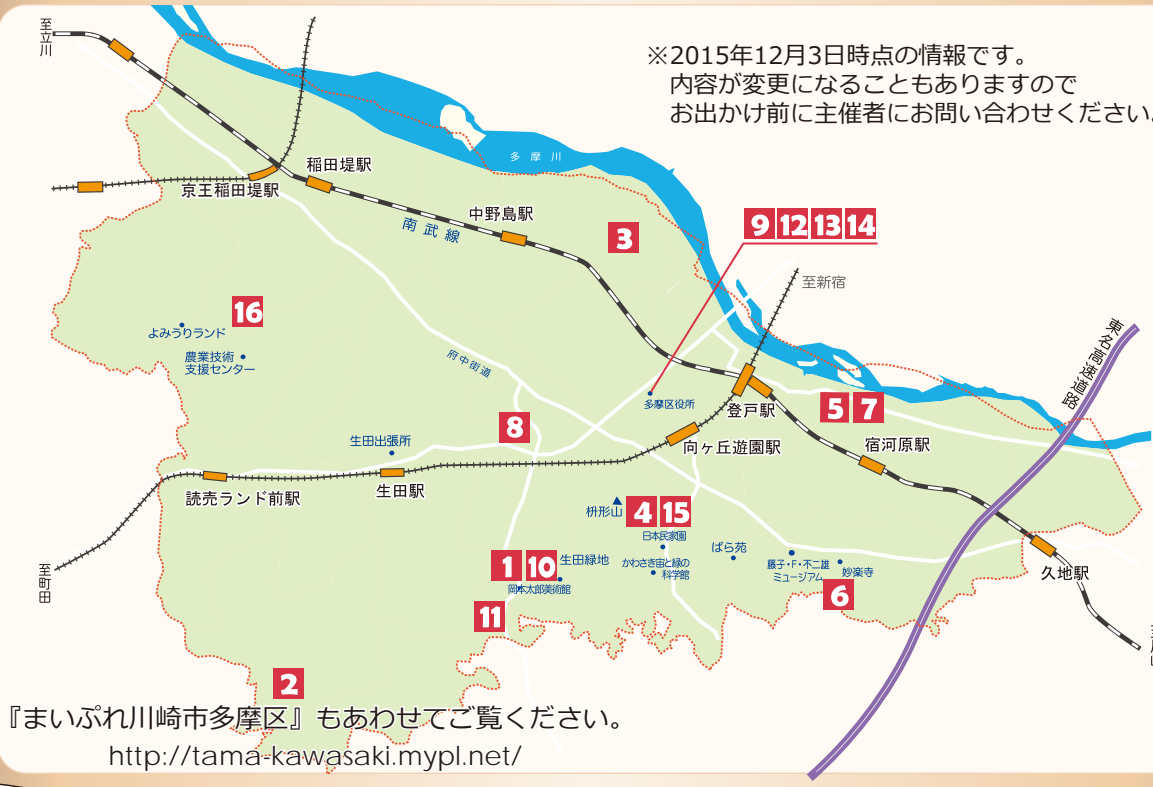 至立川
※2015年12月3日時点の情報です。
内容が変更になることもありますので
お出かけ前に主催者にお問い合わせください。
多摩川
稲田堤駅
京王稲田堤駅
中野島駅
南武線
3
9 12 13 14
至新宿
16
よみうりランド
農業技術
支援センター
東名高速道路
府中街道
多摩区役所
登戸駅
5 7
8
生田出張所
向ヶ丘遊園駅
宿河原駅
読売ランド前駅
生田駅
枡形山
4 15
日本民家園
ばら苑
かわさき宙と緑の
科学館
生田緑地
1 10
岡本太郎美術館
藤子・F・不二雄
ミュージアム
妙楽寺
6
久地駅
至町田
11
2
『まいぷれ川崎市多摩区』もあわせてご覧ください。
http://tama-kawasaki.mypl.net/